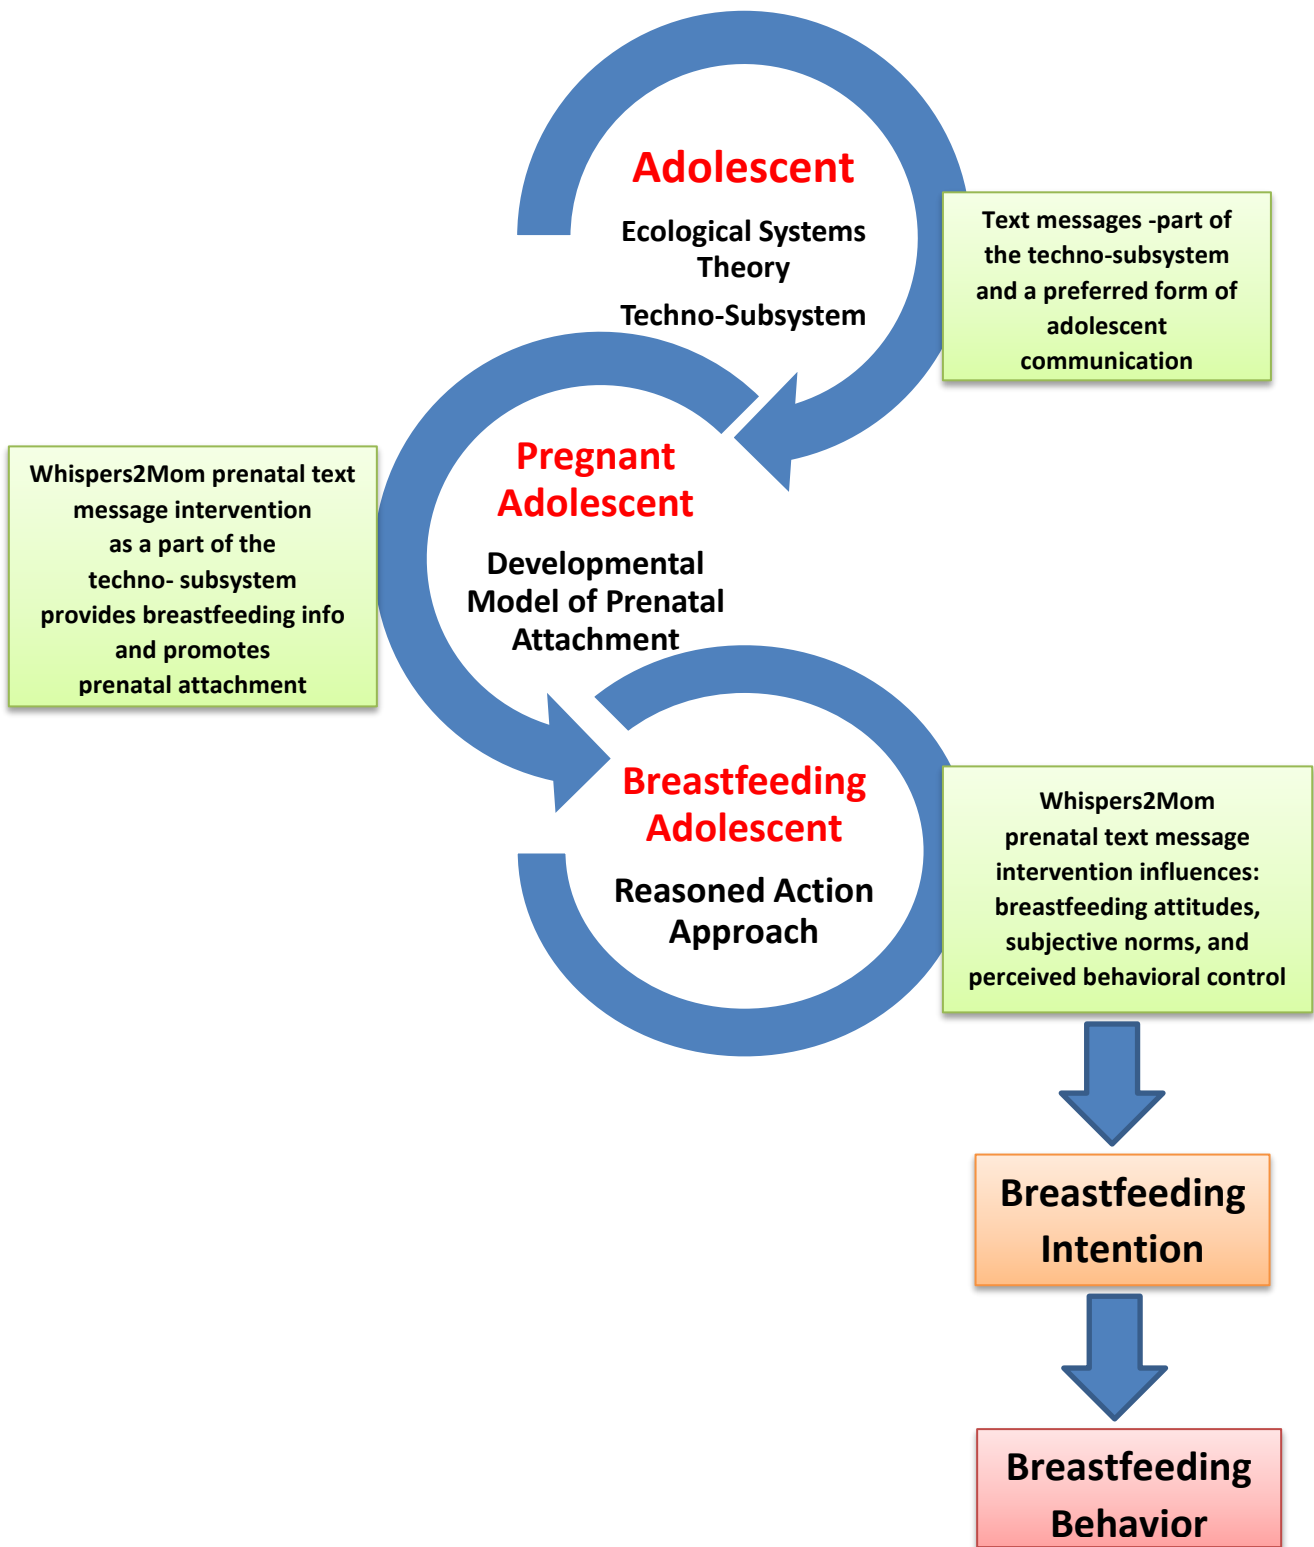 Adolescent
Ecological Systems
Theory
Techno-Subsystem
Text messages -part of
the techno-subsystem
and a preferred form of
adolescent
communication
Pregnant
Adolescent
Developmental
Model of Prenatal
Attachment
Whispers2Mom prenatal text
message intervention
as a part of the
techno- subsystem
provides breastfeeding info
and promotes
prenatal attachment
Breastfeeding
Adolescent
Reasoned Action
Approach
Whispers2Mom
prenatal text message
intervention influences:
breastfeeding attitudes,
subjective norms, and
perceived behavioral control
Breastfeeding
Intention
Breastfeeding
Behavior